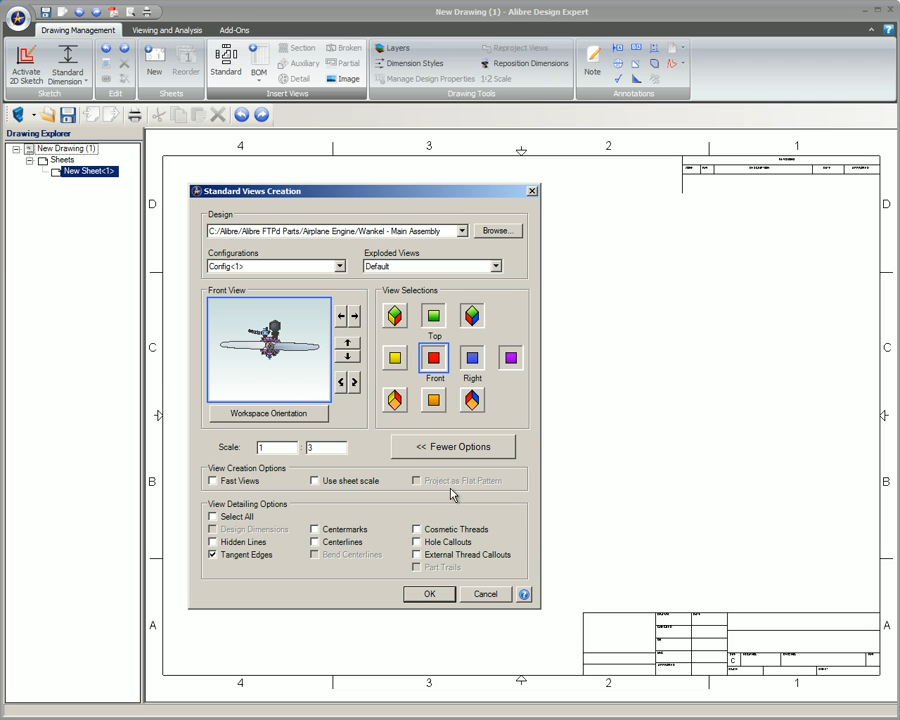 New Drawing (1) - Alibre Design Expert
Drawing Management
Viewing and Analysis
Add-Ons
Activate
2D Sketch
Standard
Dimension
New
Reorder
Standard
BOM
Section
Auxiliary
Detail
Broken
Partial
Image
Layers
Dimension Styles
Manage Design Properties
Reproject Views
Reposition Dimensions
1:2 Scale
Note
Sketch
Edit
Sheets
Insert Views
Drawing Tools
Annotations
Drawing Explorer
New Drawing (1)
Sheets
New Sheet<1>
4
3
2
1
D
D
C
C
B
B
A
A
4
3
2
1
C
Standard Views Creation
Design
C:/Alibre/Alibre FTPd Parts/Airplane Engine/Wankel - Main Assembly
Browse...
Configurations
Exploded Views
Config<1>
Default
Front View
View Selections
Top
Front
Right
Workspace Orientation
Scale:
1
:
3
<< Fewer Options
View Creation Options
Fast Views
Use sheet scale
Project as Flat Pattern
View Detailing Options
Select All
Design Dimensions
Centermarks
Cosmetic Threads
Hidden Lines
Centerlines
Hole Callouts
Tangent Edges
Bend Centerlines
External Thread Callouts
Part Trails
OK
Cancel